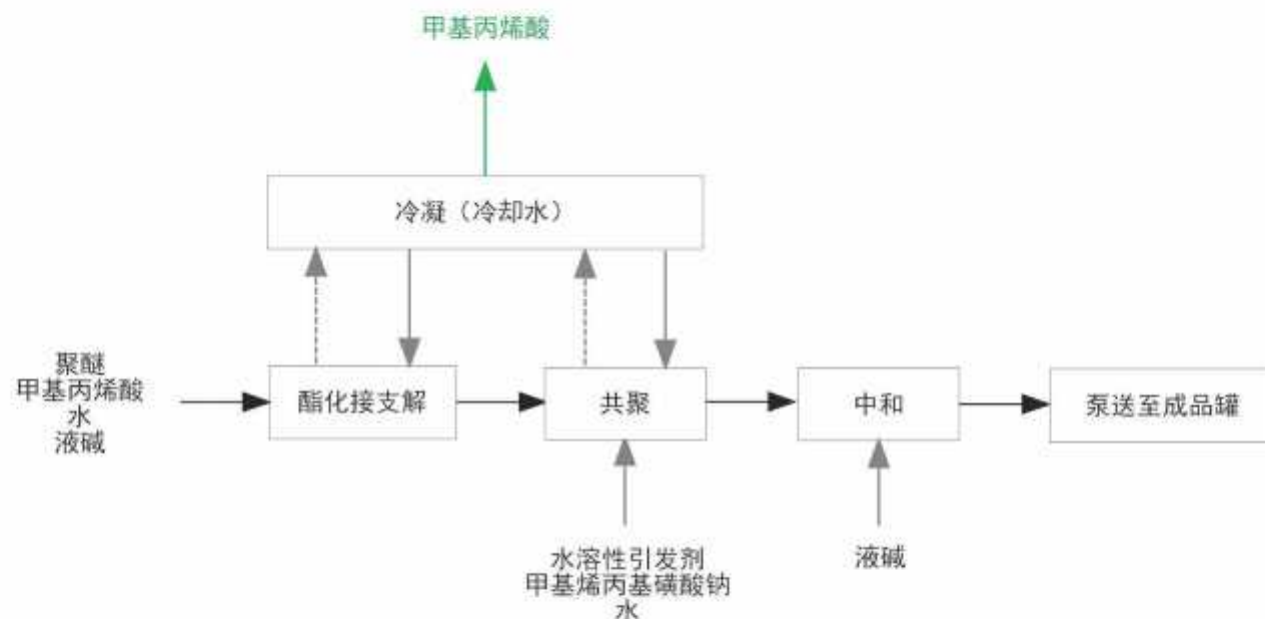 甲基丙烯酸
冷凝（冷却水）
聚醚
甲基丙烯酸
水
液碱
酯化接支解
共聚
中和
泵送至成品罐
水溶性引发剂
甲基烯丙基磺酸钠
水
液碱